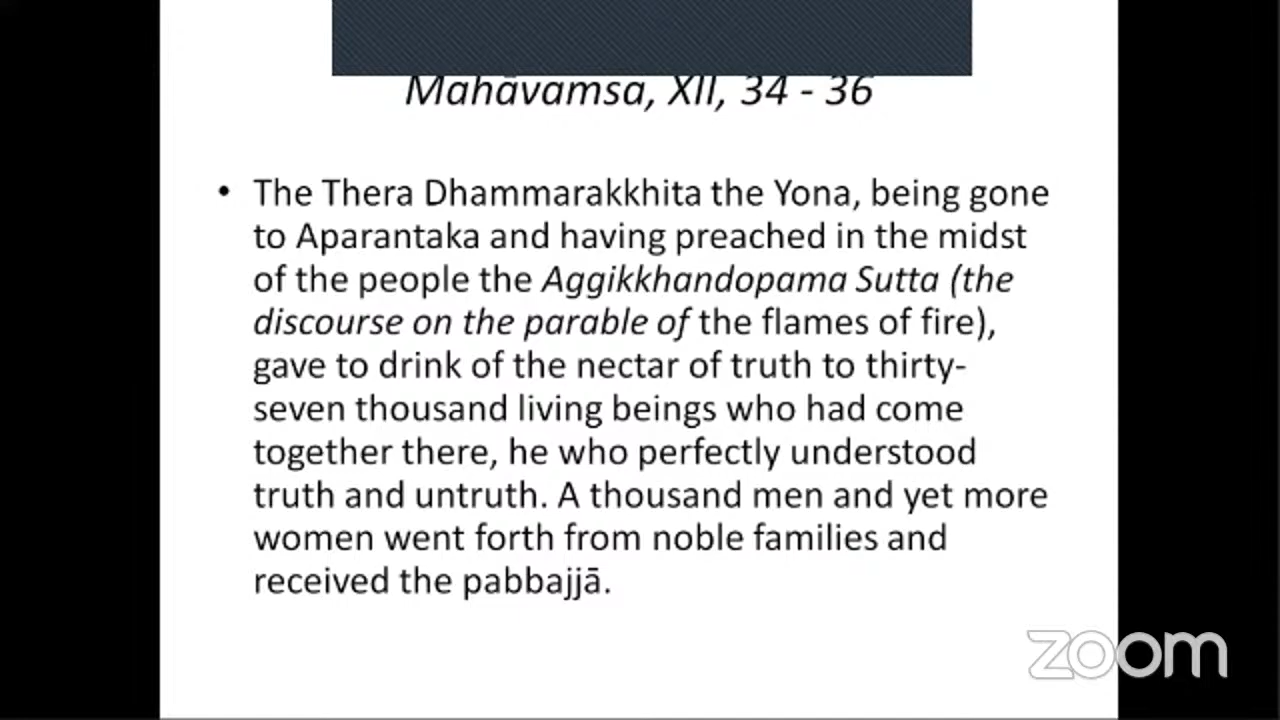 Mahāvamsa, XII, 34 - 36
• The Thera Dhammarakkhita the Yona, being gone
to Aparantaka and having preached in the midst
of the people the Aggikkhandopama Sutta (the
discourse on the parable of the flames of fire),
gave to drink of the nectar of truth to thirty-
seven thousand living beings who had come
together there, he who perfectly understood
truth and untruth. A thousand men and yet more
women went forth from noble families and
received the pabbajjā.
zoom